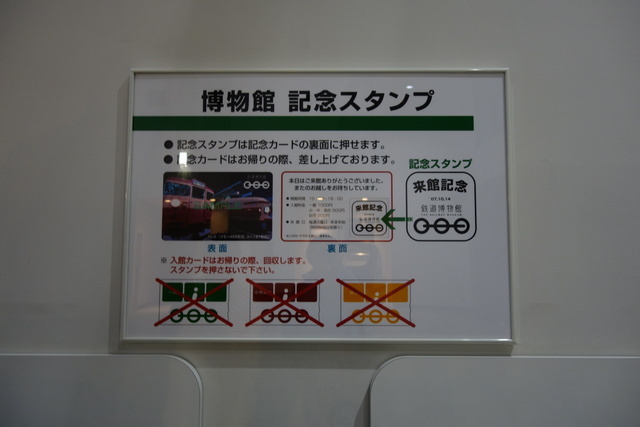 博物館 記念スタンプ
● 記念スタンプは記念カードの裏面に押せます。
● 記念カードはお帰りの際、差し上げております。
記念スタンプ
本日はご来館ありがとうございました。
またのお越しをお待ちしています。
来館記念
来館記念
'07.10.14
鉄道博物館
表面
裏面
※ 入館カードはお帰りの際、回収します。
スタンプを押さないで下さい。